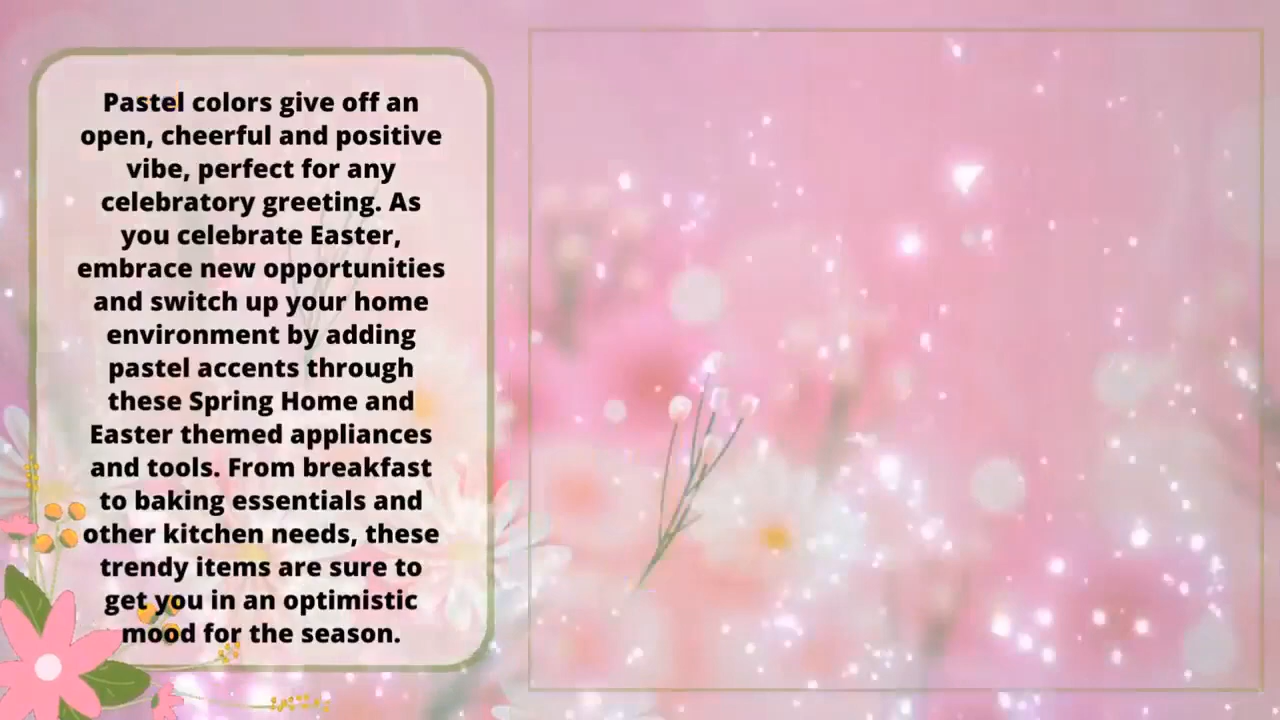 Pastel colors give off an
open, cheerful and positive
vibe, perfect for any
celebratory greeting. As
you celebrate Easter,
embrace new opportunities
and switch up your home
environment by adding
pastel accents through
these Spring Home and
Easter themed appliances
and tools. From breakfast
to baking essentials and
other kitchen needs, these
trendy items are sure to
get you in an optimistic
mood for the season.